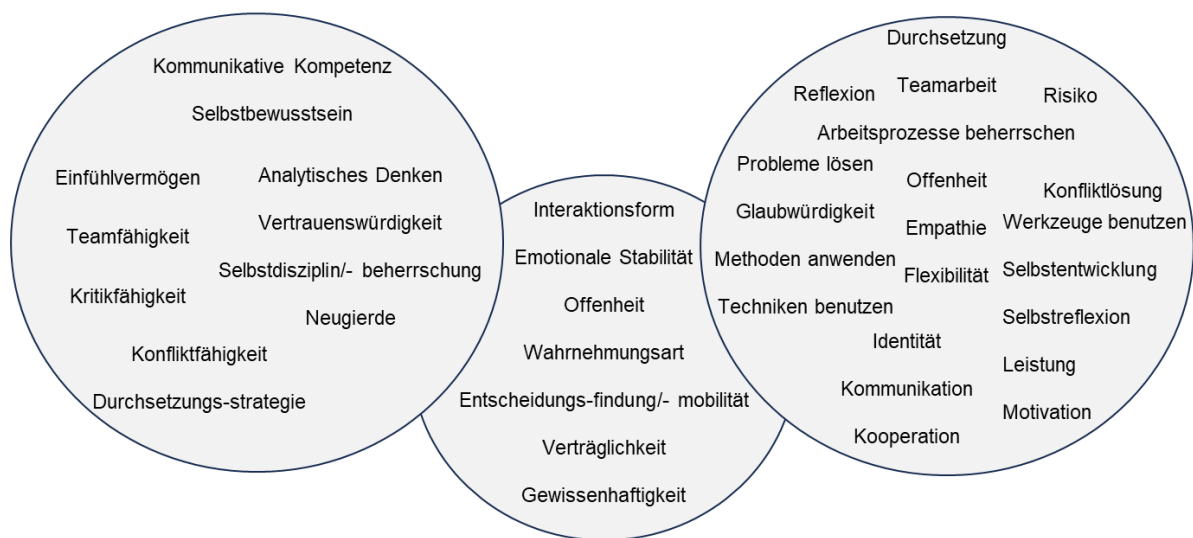 Kommunikative Kompetenz
Selbstbewusstsein
Einfühlvermögen
Analytisches Denken
Teamfähigkeit
Vertrauenswürdigkeit
Selbstdisziplin/- beherrschung
Kritikfähigkeit
Neugierde
Konfliktfähigkeit
Durchsetzungs-strategie
Interaktionsform
Emotionale Stabilität
Offenheit
Wahrnehmungsart
Entscheidungs-findung/- mobilität
Verträglichkeit
Gewissenhaftigkeit
Durchsetzung
Reflexion
Teamarbeit
Risiko
Arbeitsprozesse beherrschen
Probleme lösen
Offenheit
Konfliktlösung
Glaubwürdigkeit
Empathie
Werkzeuge benutzen
Methoden anwenden
Flexibilität
Selbstentwicklung
Techniken benutzen
Selbstreflexion
Identität
Leistung
Kommunikation
Motivation
Kooperation